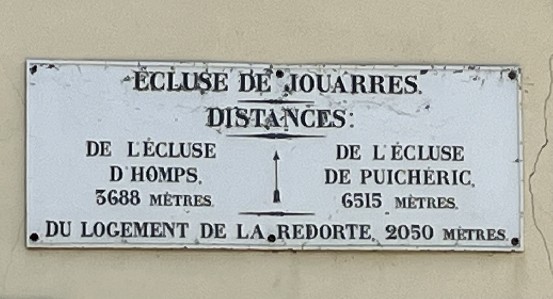 ÉCLUSE DE JOUARRES.
DISTANCES:
DE L'ÉCLUSE
D'HOMPS.
3688 MÈTRES.
DE L'ÉCLUSE
DE PUICHÉRIC.
6515 MÈTRES.
DU LOGEMENT DE LA REDORTE, 2050 MÈTRES.